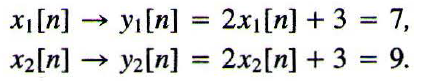 x₁[n] → y₁[n] = 2x₁[n] + 3 = 7,
x₂[n] → y₂[n] = 2x₂[n] + 3 = 9.